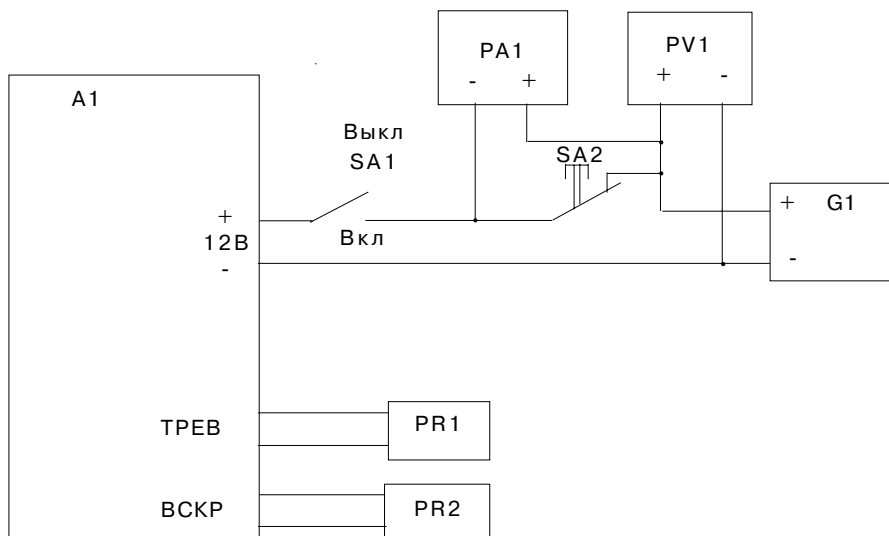 PA1
- +
PV1
+ -
A1
Выкл
SA1
SA2
+
12В
-
Вкл
+ G1
-
ТРЕВ
PR1
ВСКР
PR2